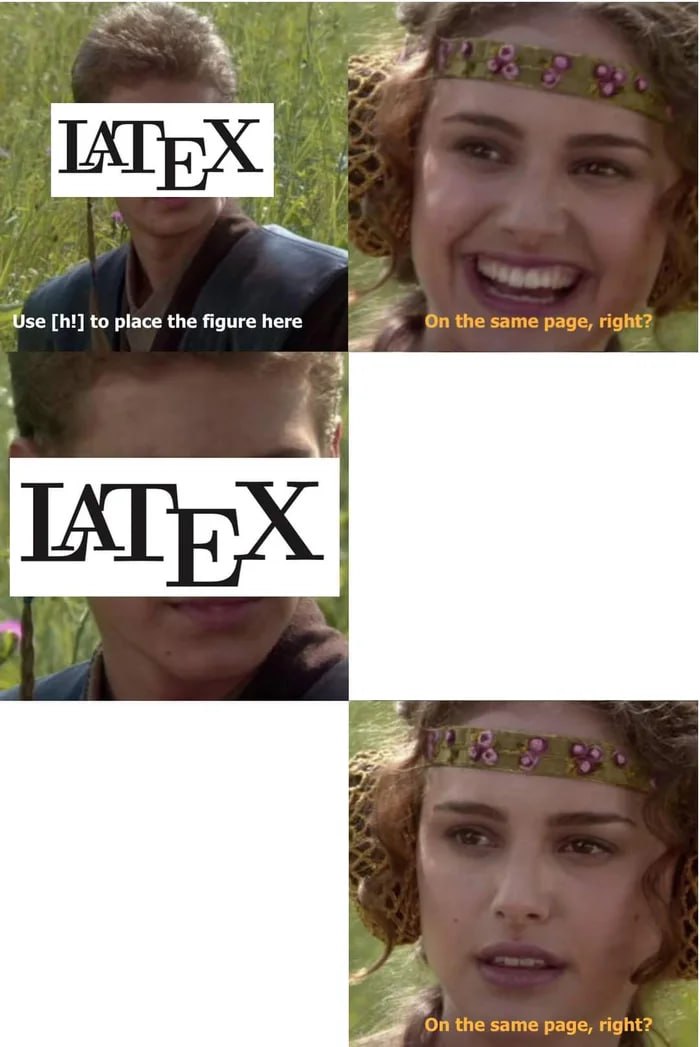 LATEX
Use [h!] to place the figure here
On the same page, right?
LATEX
On the same page, right?